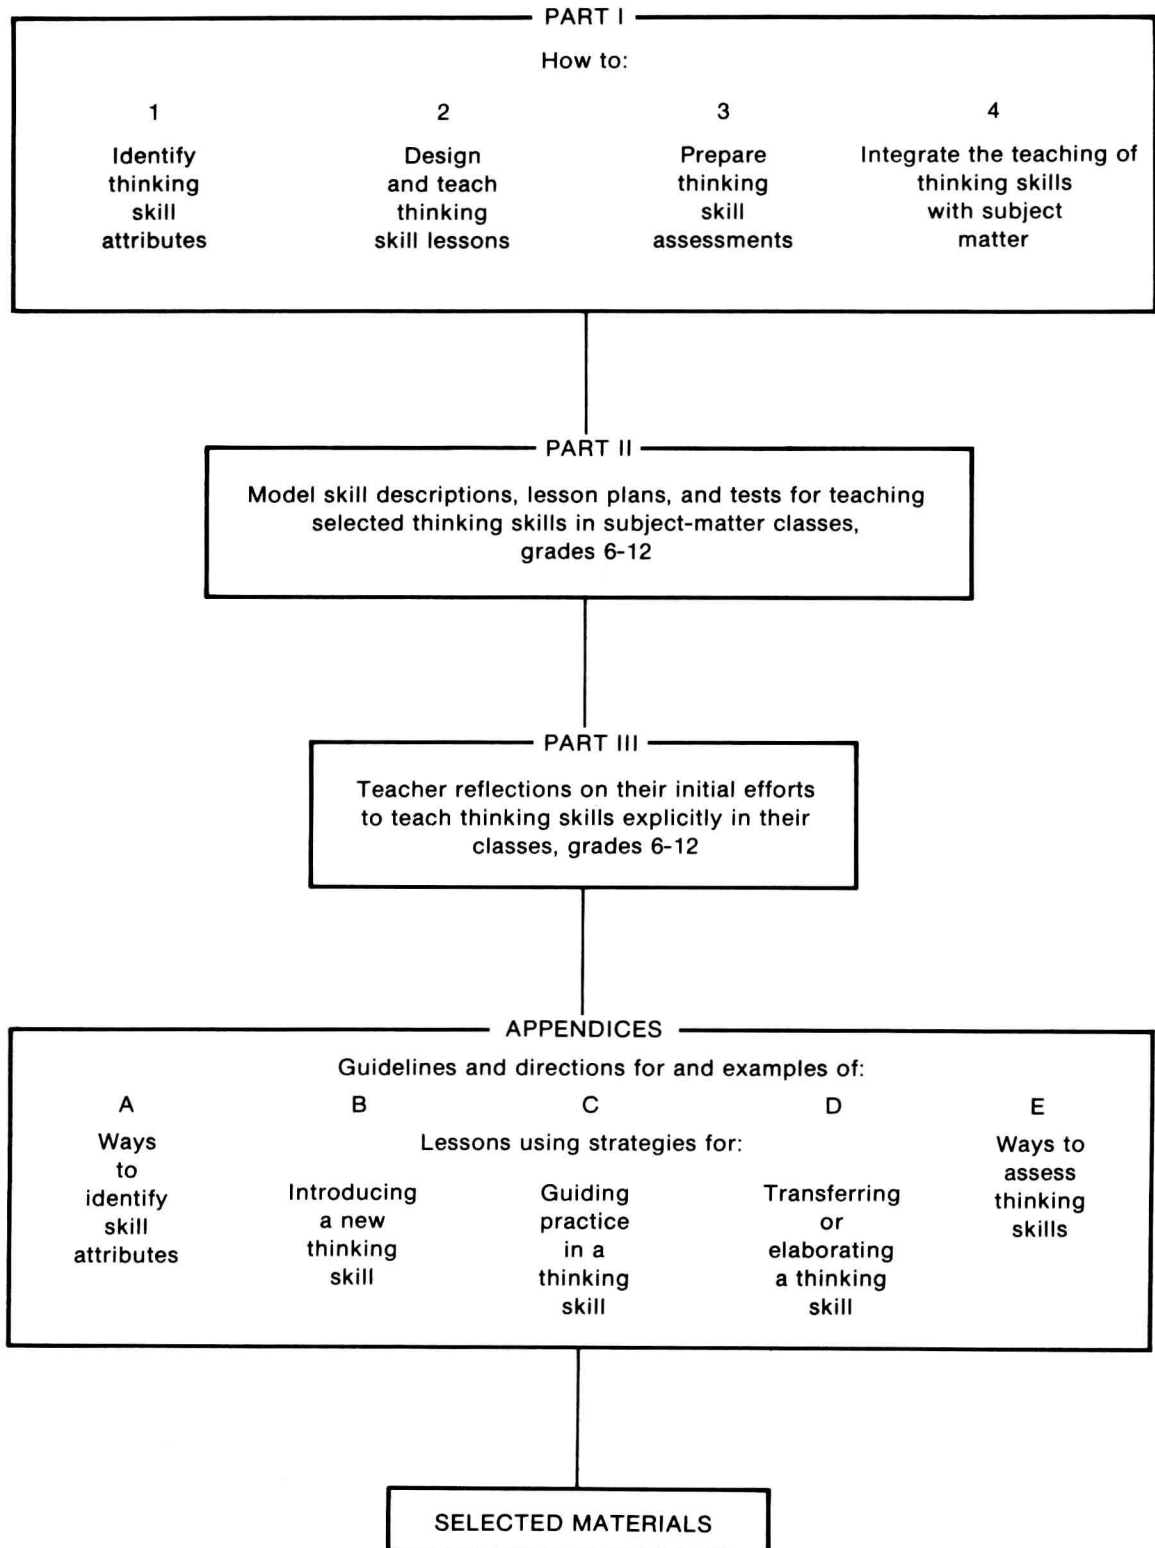 PART I
How to:
1
Identify
thinking
skill
attributes
2
Design
and teach
thinking
skill lessons
3
Prepare
thinking
skill
assessments
4
Integrate the teaching of
thinking skills
with subject
matter
PART II
Model skill descriptions, lesson plans, and tests for teaching
selected thinking skills in subject-matter classes,
grades 6-12
PART III
Teacher reflections on their initial efforts
to teach thinking skills explicitly in their
classes, grades 6-12
APPENDICES
Guidelines and directions for and examples of:
A
Ways
to
identify
skill
attributes
Lessons using strategies for:
B
Introducing
a new
thinking
skill
C
Guiding
practice
in a
thinking
skill
D
Transferring
or
elaborating
a thinking
skill
E
Ways to
assess
thinking
skills
SELECTED MATERIALS